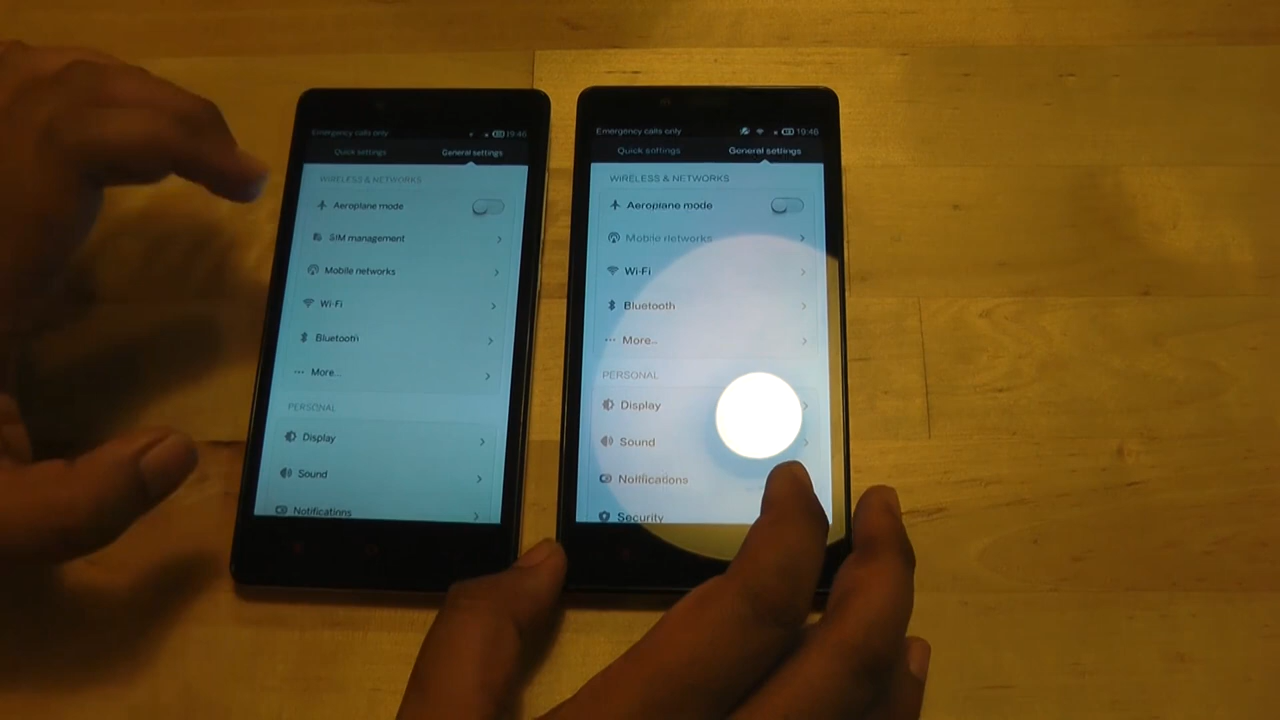 Emergency calls only
19:46
Quick settings
General settings
WIRELESS & NETWORKS
Aeroplane mode
SIM management
Mobile networks
Wi-Fi
Bluetooth
More..
PERSONAL
Display
Sound
Notifications
Emergency calls only
19:46
Quick settings
General settings
WIRELESS & NETWORKS
Aeroplane mode
Mobile networks
Wi-Fi
Bluetooth
More..
PERSONAL
Display
Sound
Notifications
Security